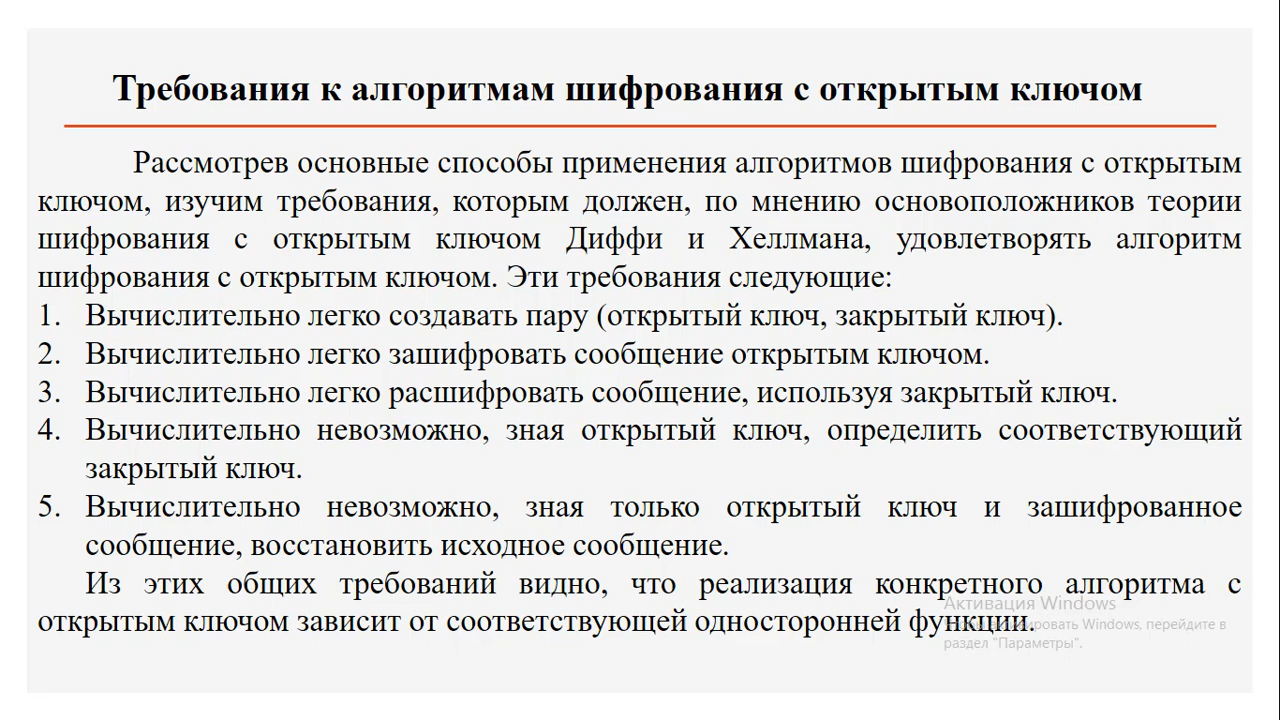 Требования к алгоритмам шифрования с открытым ключом
Рассмотрев основные способы применения алгоритмов шифрования с открытым
ключом, изучим требования, которым должен, по мнению основоположников теории
шифрования с открытым ключом Диффи и Хеллмана, удовлетворять алгоритм
шифрования с открытым ключом. Эти требования следующие:
1. Вычислительно легко создавать пару (открытый ключ, закрытый ключ).
2. Вычислительно легко зашифровать сообщение открытым ключом.
3. Вычислительно легко расшифровать сообщение, используя закрытый ключ.
4. Вычислительно невозможно, зная открытый ключ, определить соответствующий
закрытый ключ.
5. Вычислительно невозможно, зная только открытый ключ и зашифрованное
сообщение, восстановить исходное сообщение.
Из этих общих требований видно, что реализация конкретного алгоритма с
открытым ключом зависит от соответствующей односторонней функции.
Активация Windows
Чтобы активировать Windows, перейдите в
раздел "Параметры".